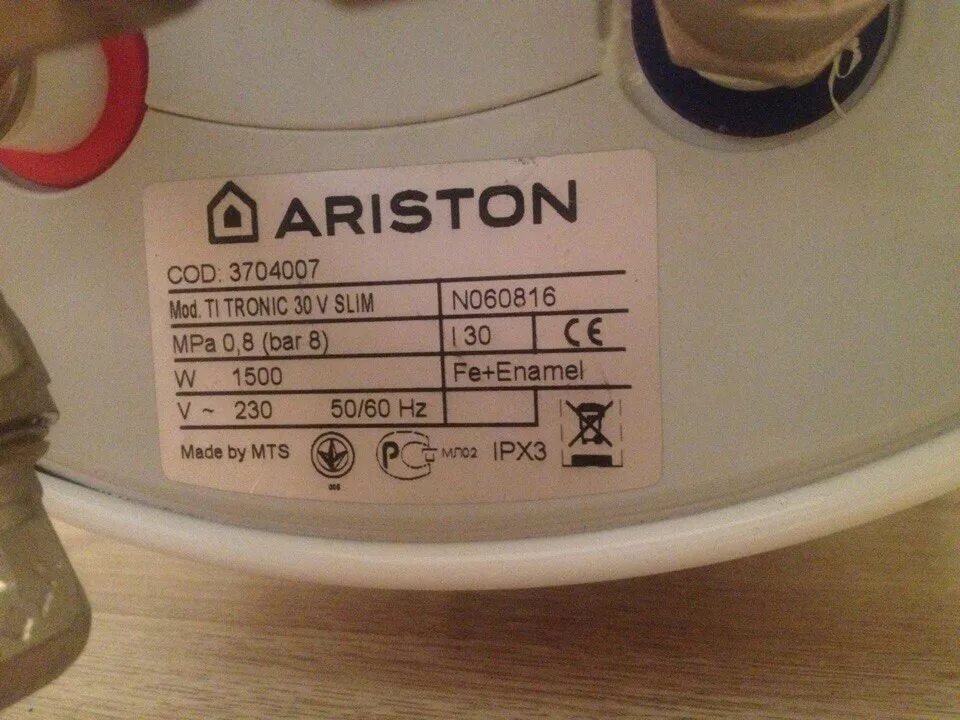 ARISTON
COD: 3704007
Mod. TI TRONIC 30 V SLIM N060816
MPa 0,8 (bar 8) l 30 CE
W 1500 Fe+Enamel
V ~ 230 50/60 Hz
Made by MTS РСТ МЛ02 IPX3